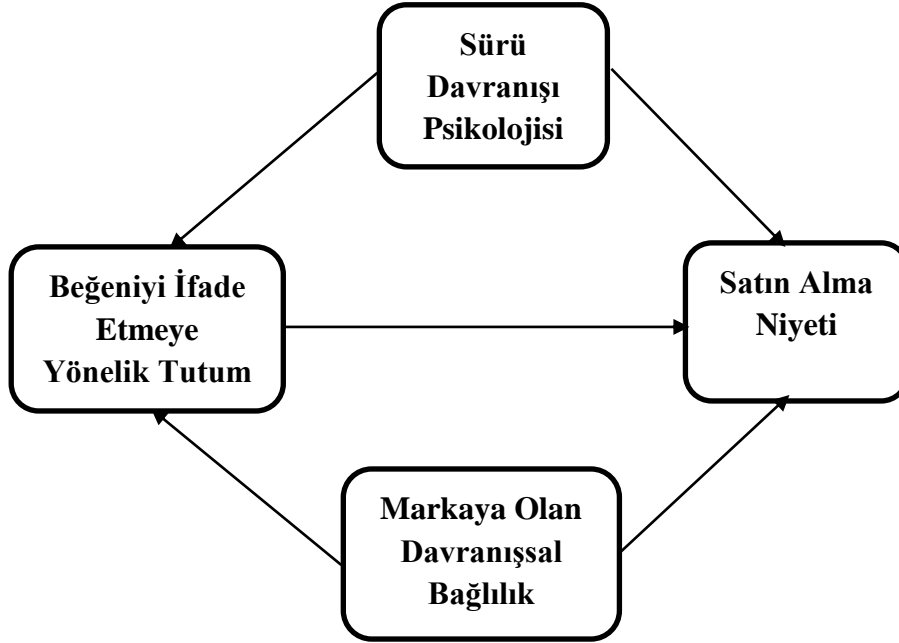 Sürü
Davranışı
Psikolojisi
Beğeniyi İfade
Etmeye
Yönelik Tutum
Satın Alma
Niyeti
Markaya Olan
Davranışsal
Bağlılık